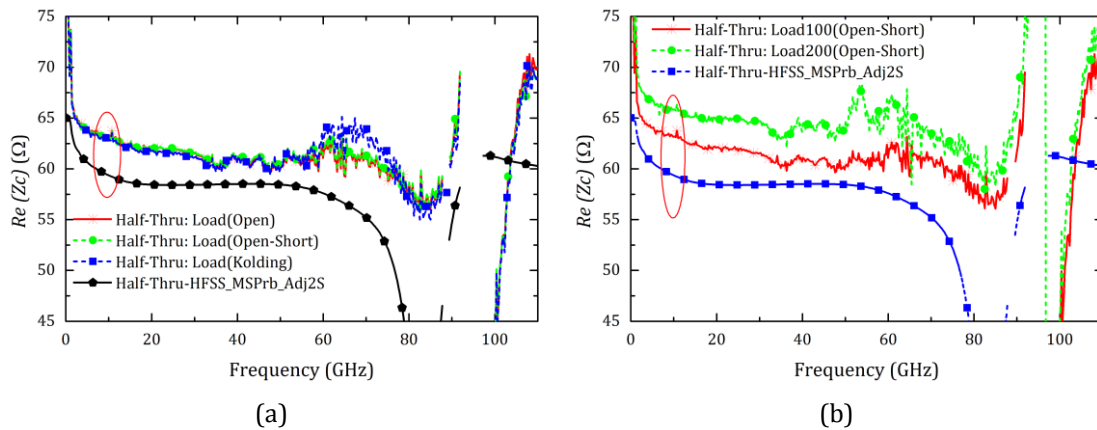 75
70
65
60
55
50
45
Re (Zc) (Ω)
Half-Thru: Load(Open)
Half-Thru: Load(Open-Short)
Half-Thru: Load(Kolding)
Half-Thru-HFSS_MSPrb_Adj2S
0 20 40 60 80 100
Frequency (GHz)
(a)
75
70
65
60
55
50
45
Re (Zc) (Ω)
Half-Thru: Load100(Open-Short)
Half-Thru: Load200(Open-Short)
Half-Thru-HFSS_MSPrb_Adj2S
0 20 40 60 80 100
Frequency (GHz)
(b)